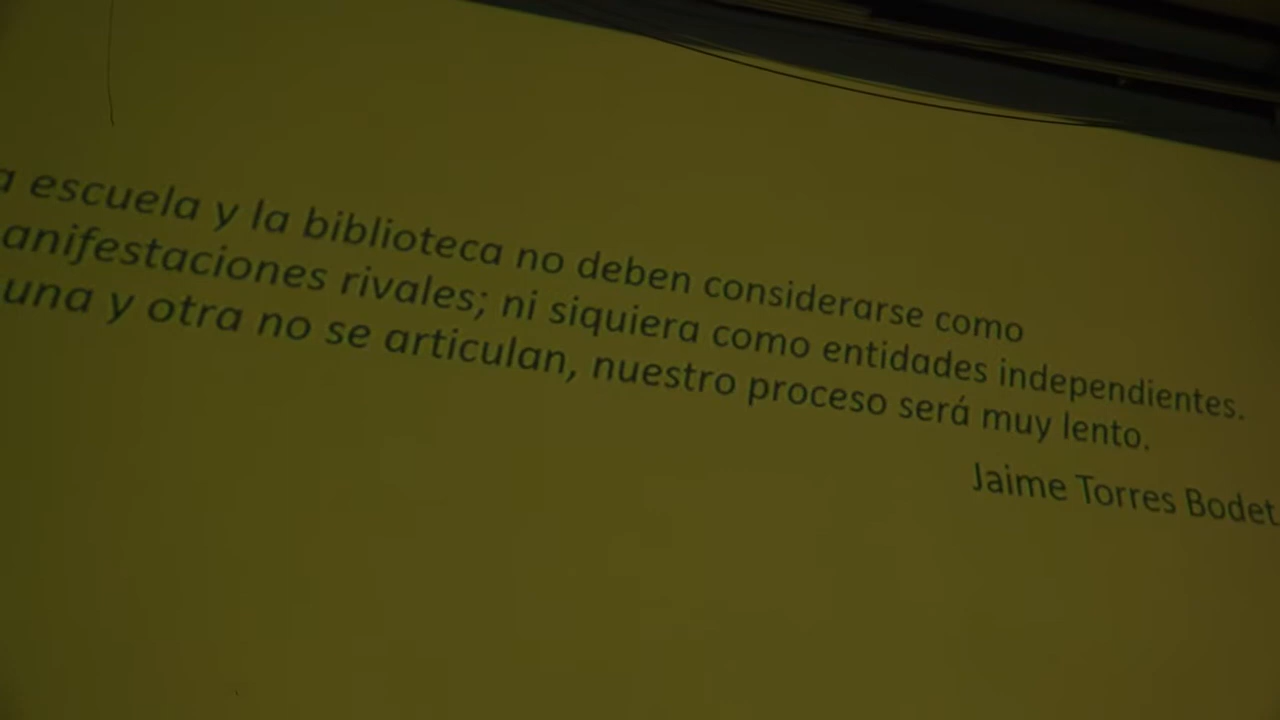 a escuela y la biblioteca no deben considerarse como
anifestaciones rivales; ni siquiera como entidades independientes.
una y otra no se articulan, nuestro proceso será muy lento.
Jaime Torres Bodet